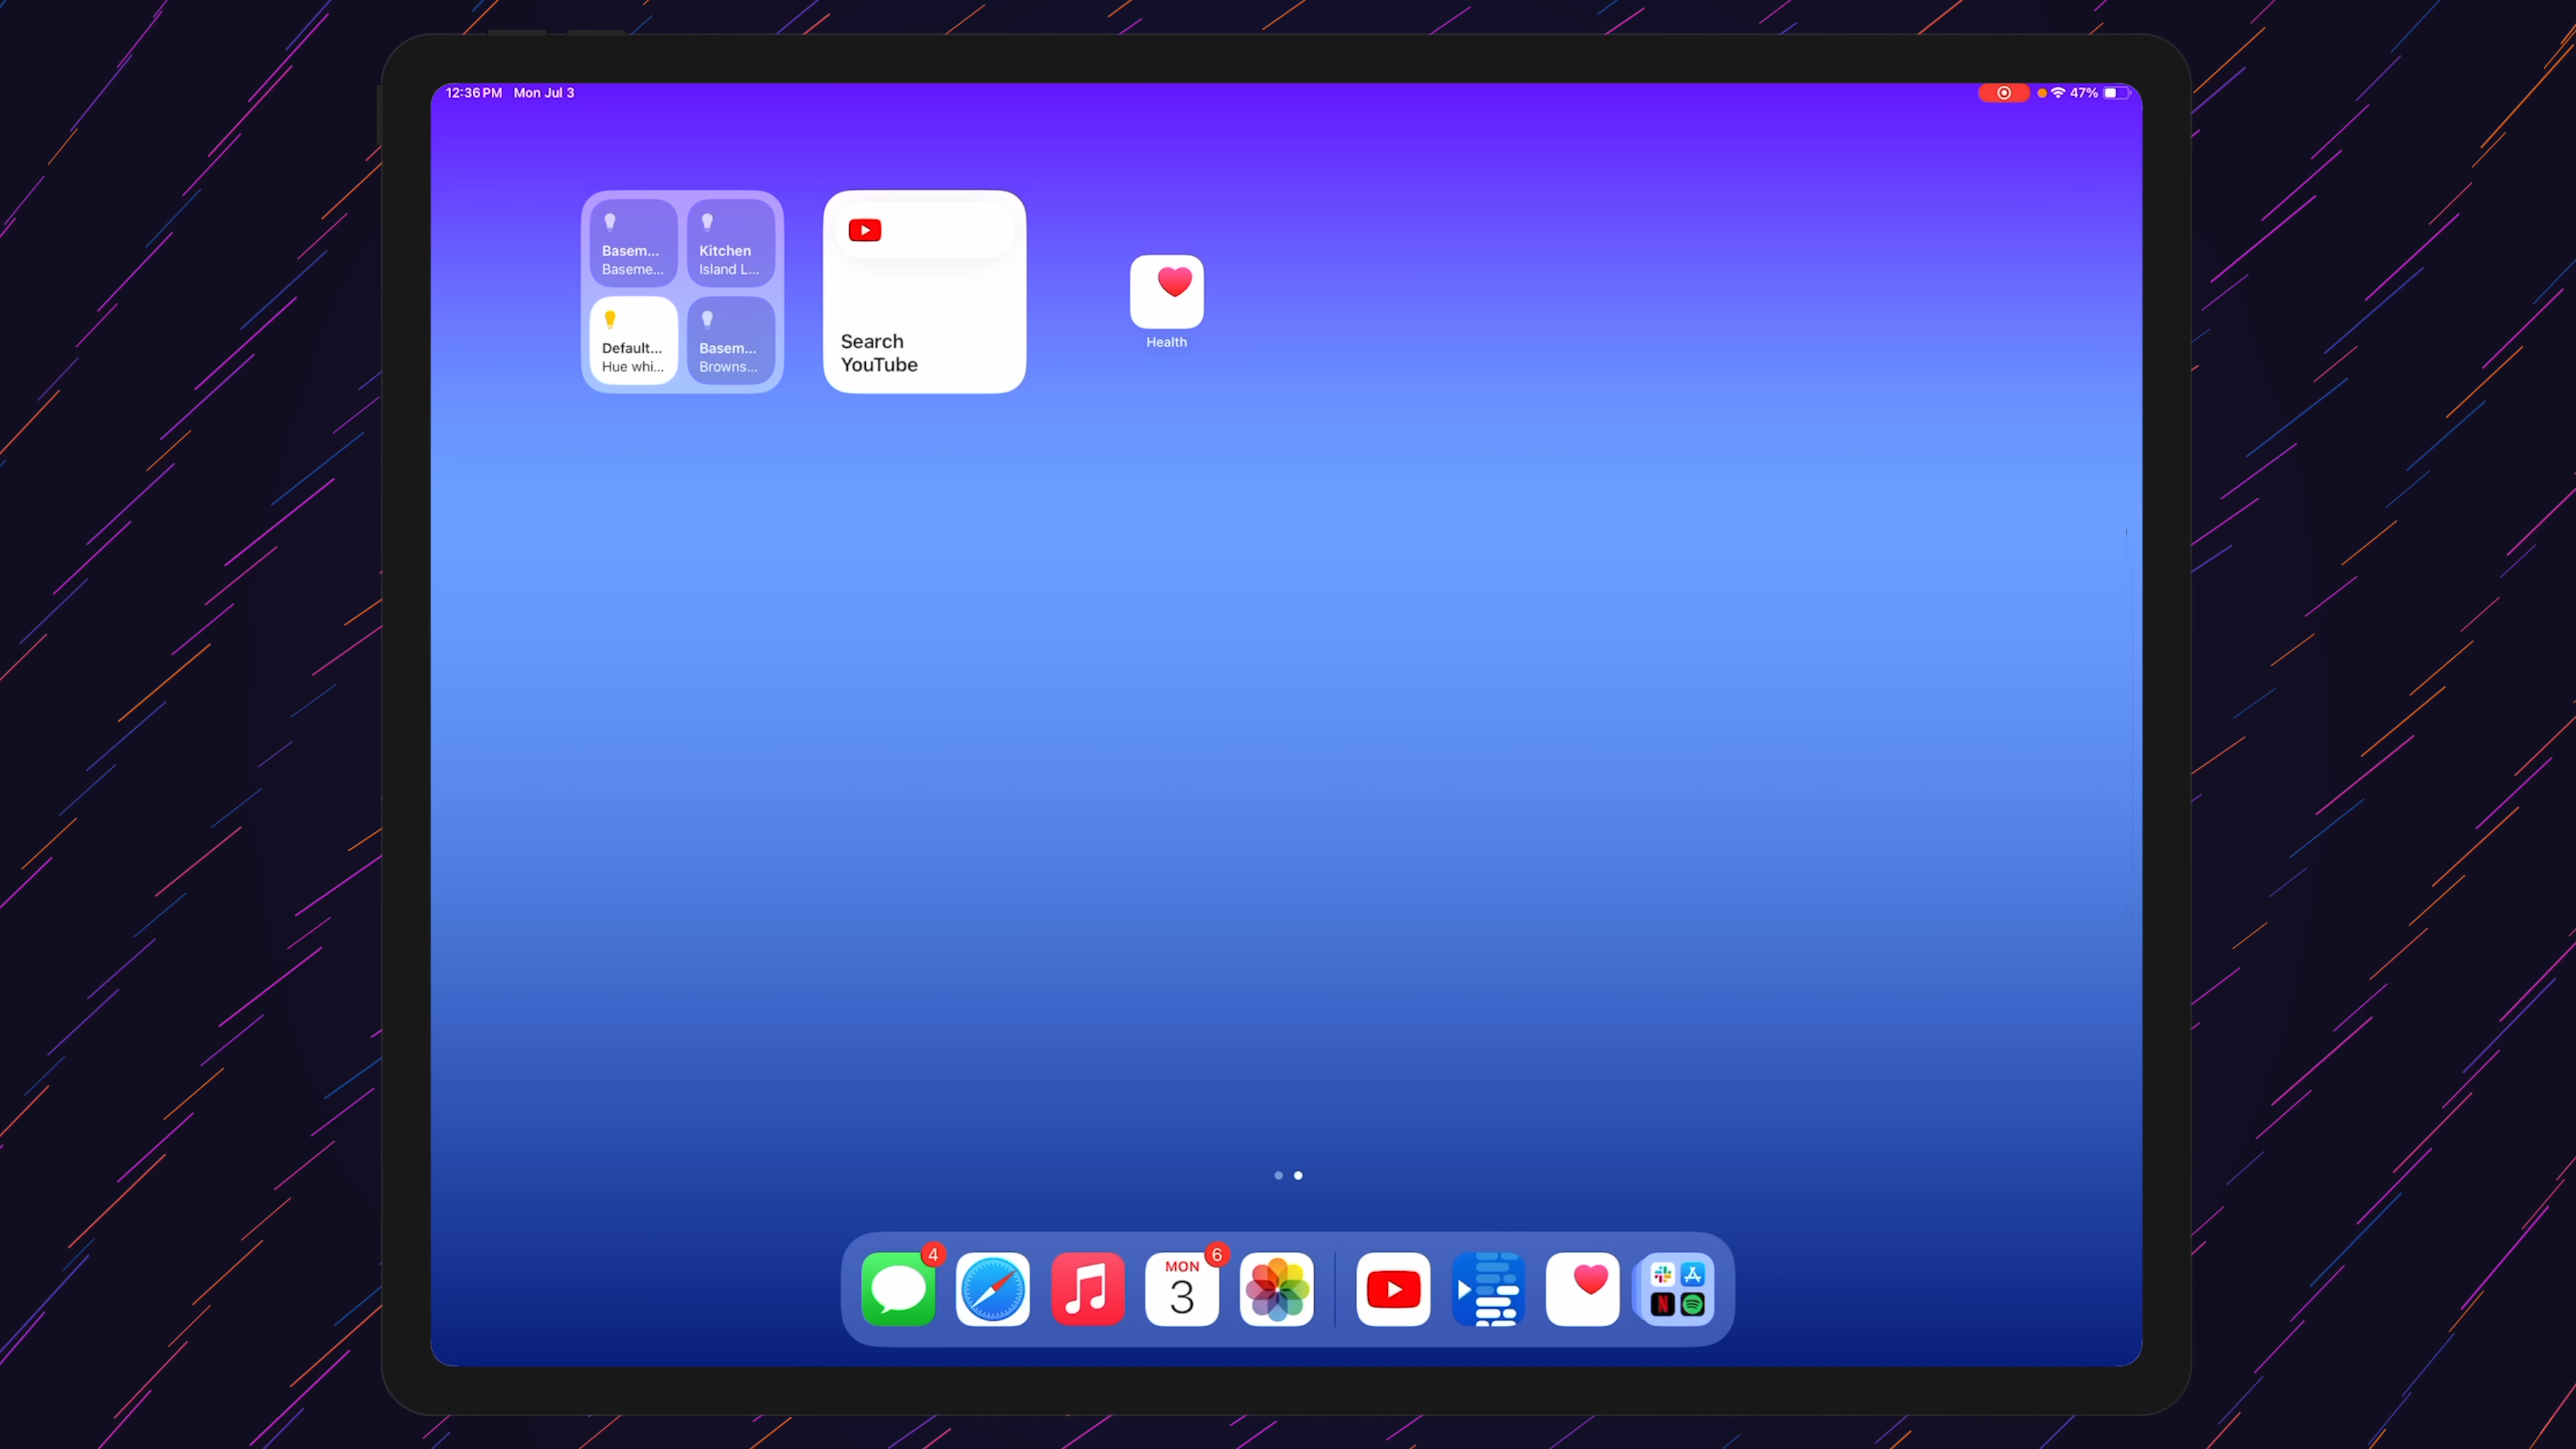 12:36 PM Mon Jul 3
47%
Basem...
Baseme...
Kitchen
Island L...
Default...
Hue whi...
Basem...
Browns...
Search
YouTube
Health
4
MON
3
6
N